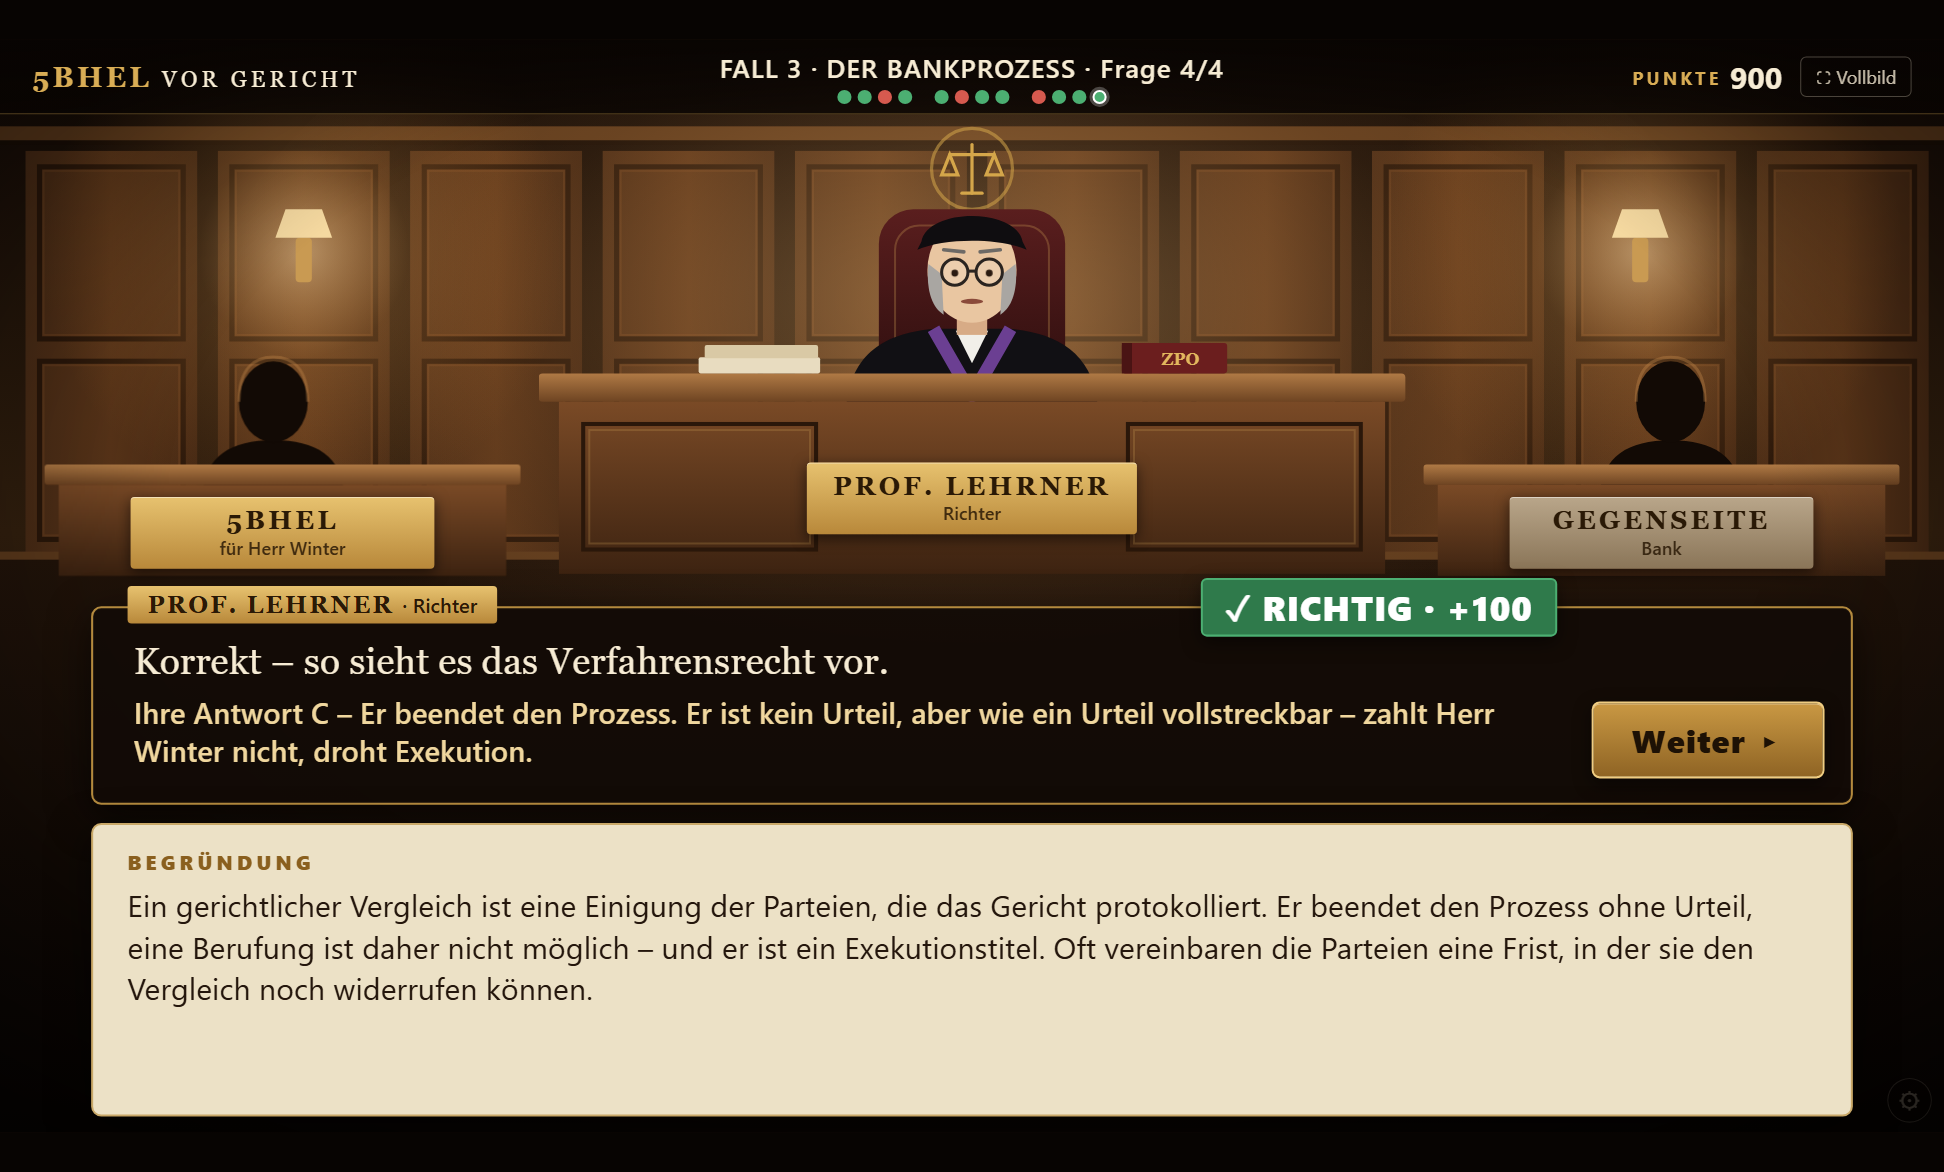 5BHEL VOR GERICHT
FALL 3 · DER BANKPROZESS · Frage 4/4
PUNKTE 900
Vollbild
ZPO
PROF. LEHRNER
Richter
5BHEL
für Herr Winter
GEGENSEITE
Bank
PROF. LEHRNER · Richter
✓ RICHTIG · +100
Korrekt – so sieht es das Verfahrensrecht vor.
Ihre Antwort C – Er beendet den Prozess. Er ist kein Urteil, aber wie ein Urteil vollstreckbar – zahlt Herr
Winter nicht, droht Exekution.
Weiter ▸
BEGRÜNDUNG
Ein gerichtlicher Vergleich ist eine Einigung der Parteien, die das Gericht protokolliert. Er beendet den Prozess ohne Urteil,
eine Berufung ist daher nicht möglich – und er ist ein Exekutionstitel. Oft vereinbaren die Parteien eine Frist, in der sie den
Vergleich noch widerrufen können.